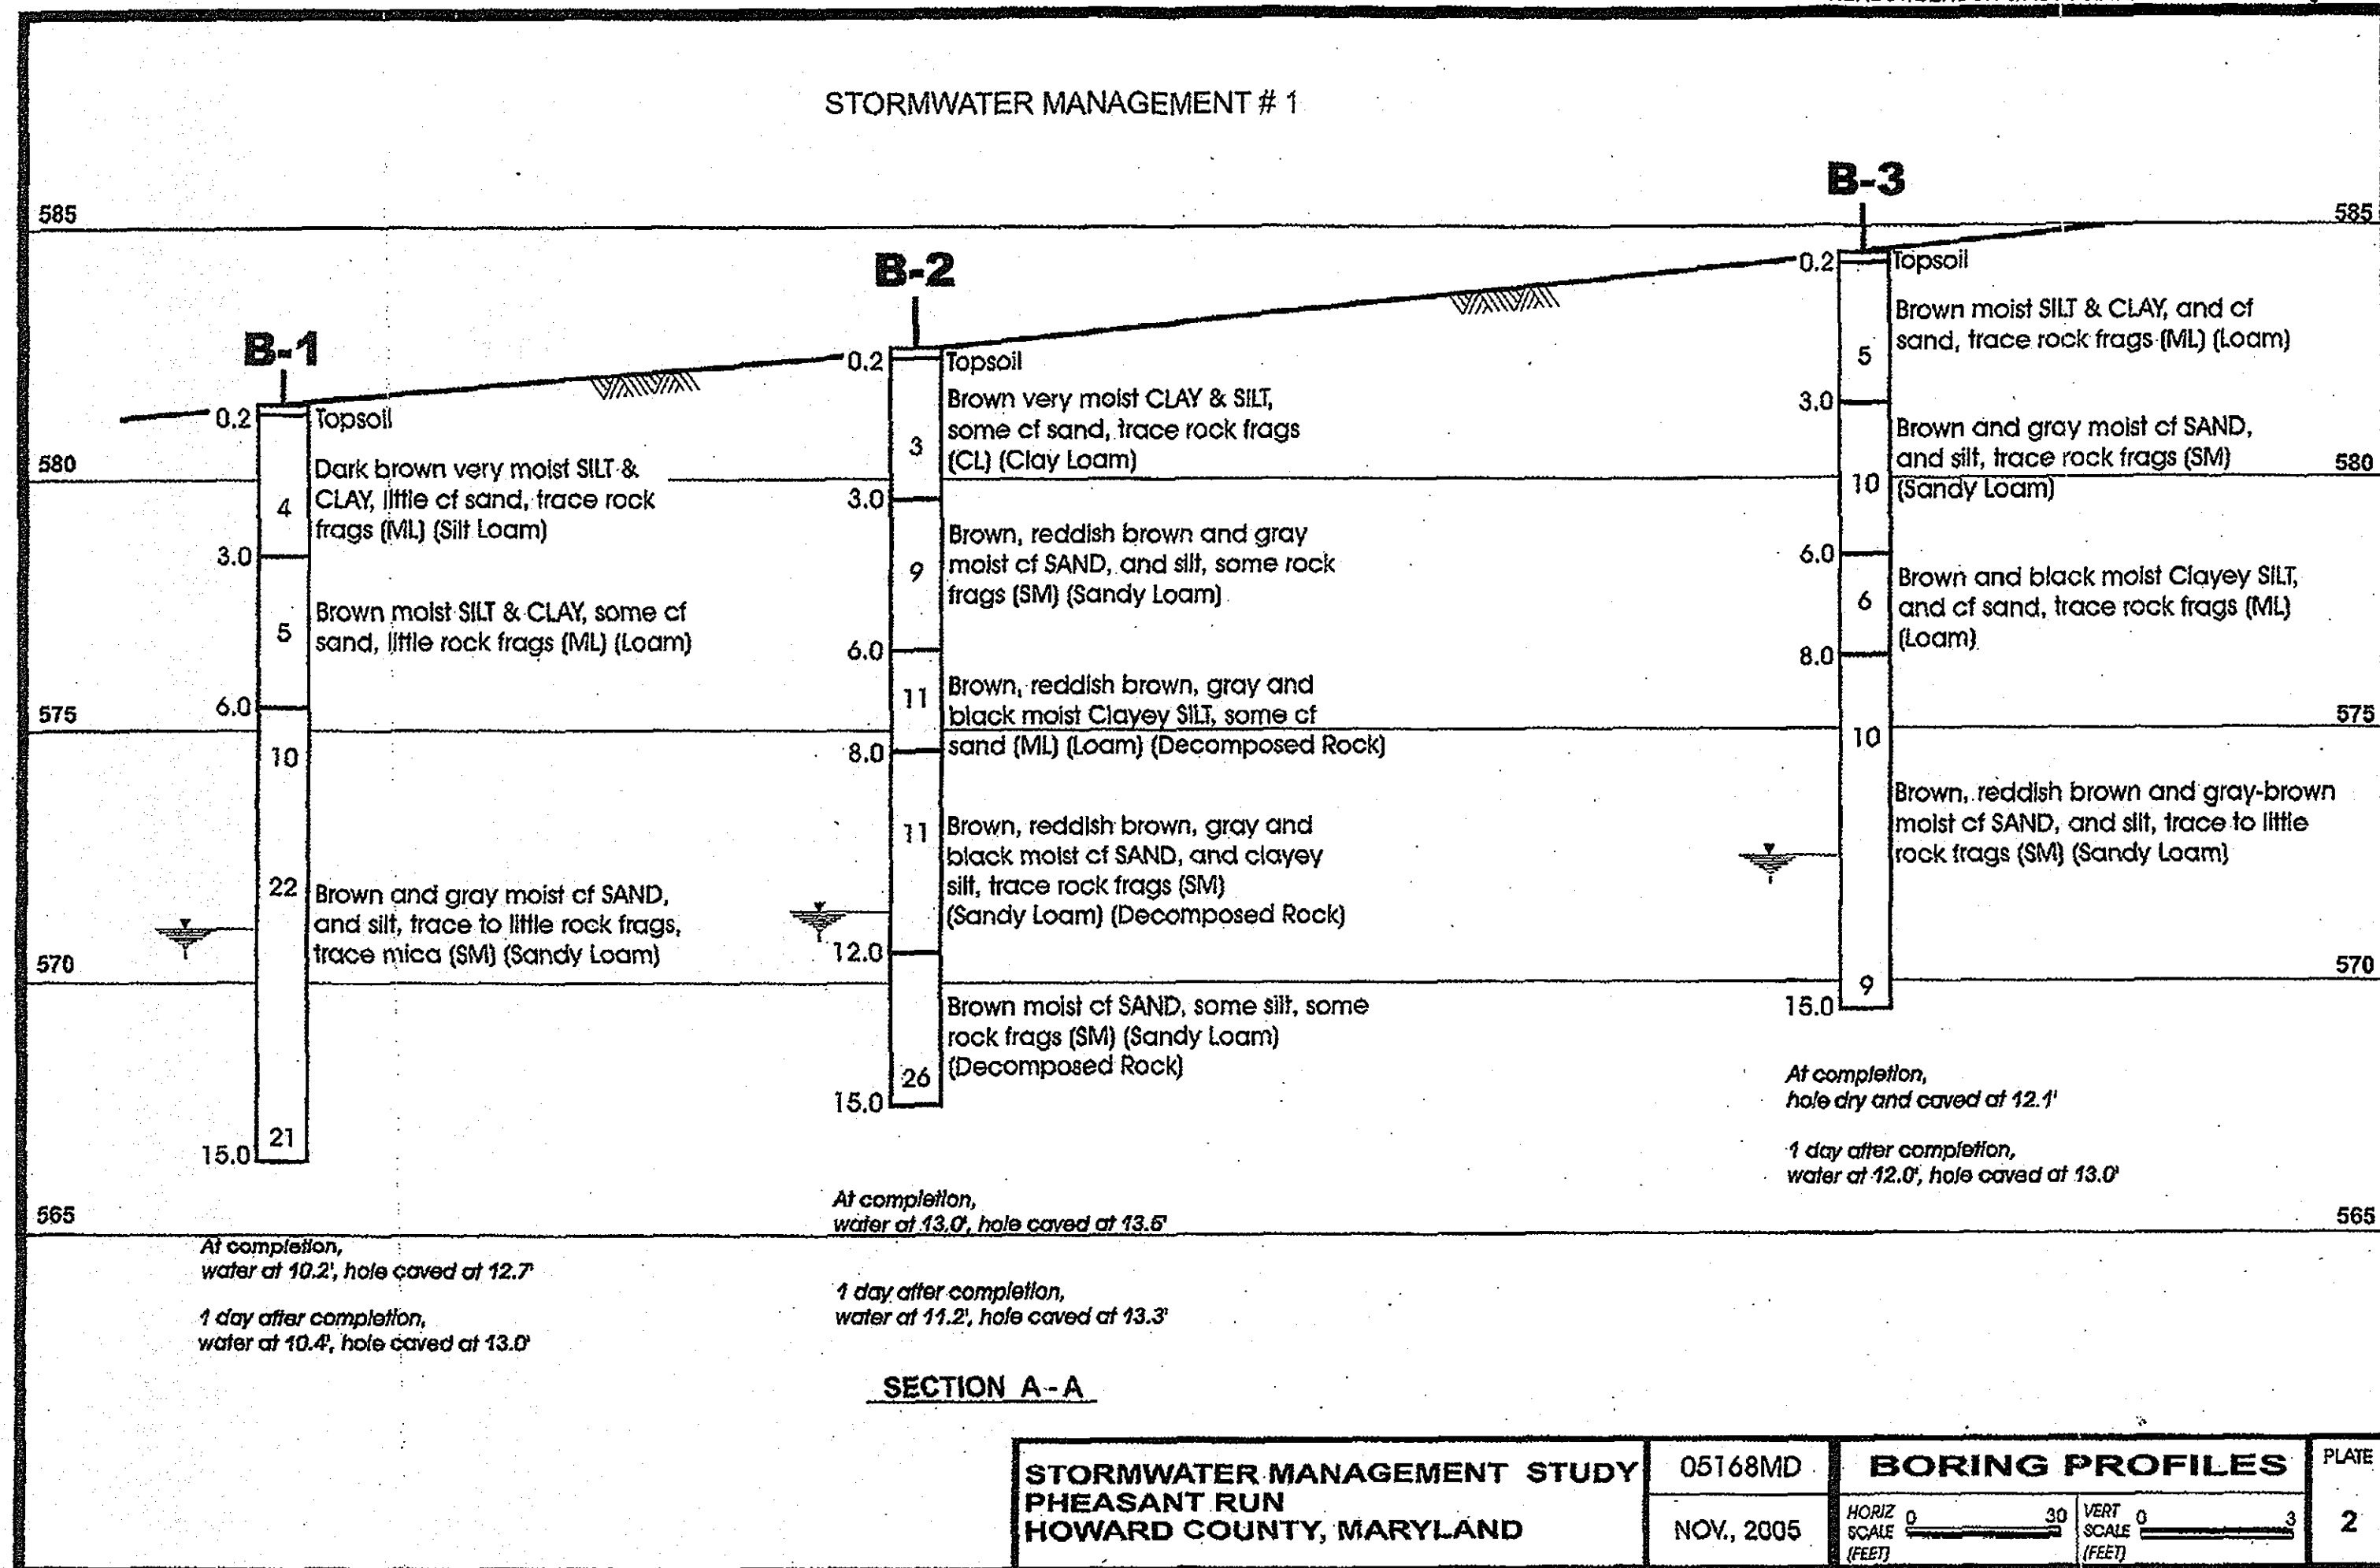 STORMWATER MANAGEMENT # 1
B-3
585
585
B-2
0.2
Topsoil
Brown moist SILT & CLAY, and cf
sand, trace rock frags (ML) (Loam)
5
3.0
Brown and gray moist cf SAND,
and silt, trace rock frags (SM)
(Sandy Loam)
10
580
6.0
Brown and black moist Clayey SILT,
and cf sand, trace rock frags (ML)
(Loam)
6
8.0
575
10
Brown, reddish brown and gray-brown
moist cf SAND, and silt, trace to little
rock frags (SM) (Sandy Loam)
570
9
15.0
At completion,
hole dry and caved at 12.1'
1 day after completion,
water at 12.0', hole caved at 13.0'
565
0.2
Topsoil
Brown very moist CLAY & SILT,
some cf sand, trace rock frags
(CL) (Clay Loam)
3
3.0
Brown, reddish brown and gray
moist cf SAND, and silt, some rock
frags (SM) (Sandy Loam)
9
6.0
11
Brown, reddish brown, gray and
black moist Clayey SILT, some cf
sand (ML) (Loam) (Decomposed Rock)
8.0
11
Brown, reddish brown, gray and
black moist cf SAND, and clayey
silt, trace rock frags (SM)
(Sandy Loam) (Decomposed Rock)
12.0
Brown moist cf SAND, some silt, some
rock frags (SM) (Sandy Loam)
(Decomposed Rock)
26
15.0
At completion,
water at 13.0', hole caved at 13.5'
1 day after completion,
water at 11.2', hole caved at 13.3'
B-1
0.2
Topsoil
580
Dark brown very moist SILT &
CLAY, little cf sand, trace rock
frags (ML) (Silt Loam)
4
3.0
Brown moist SILT & CLAY, some cf
sand, little rock frags (ML) (Loam)
5
6.0
575
10
22
Brown and gray moist cf SAND,
and silt, trace to little rock frags,
trace mica (SM) (Sandy Loam)
570
21
15.0
565
At completion,
water at 10.2', hole caved at 12.7'
1 day after completion,
water at 10.4', hole caved at 13.0'
SECTION A-A
STORMWATER MANAGEMENT STUDY
PHEASANT RUN
HOWARD COUNTY, MARYLAND
05168MD
NOV., 2005
BORING PROFILES
HORIZ SCALE (FEET) 0 30
VERT SCALE (FEET) 0 3
PLATE
2